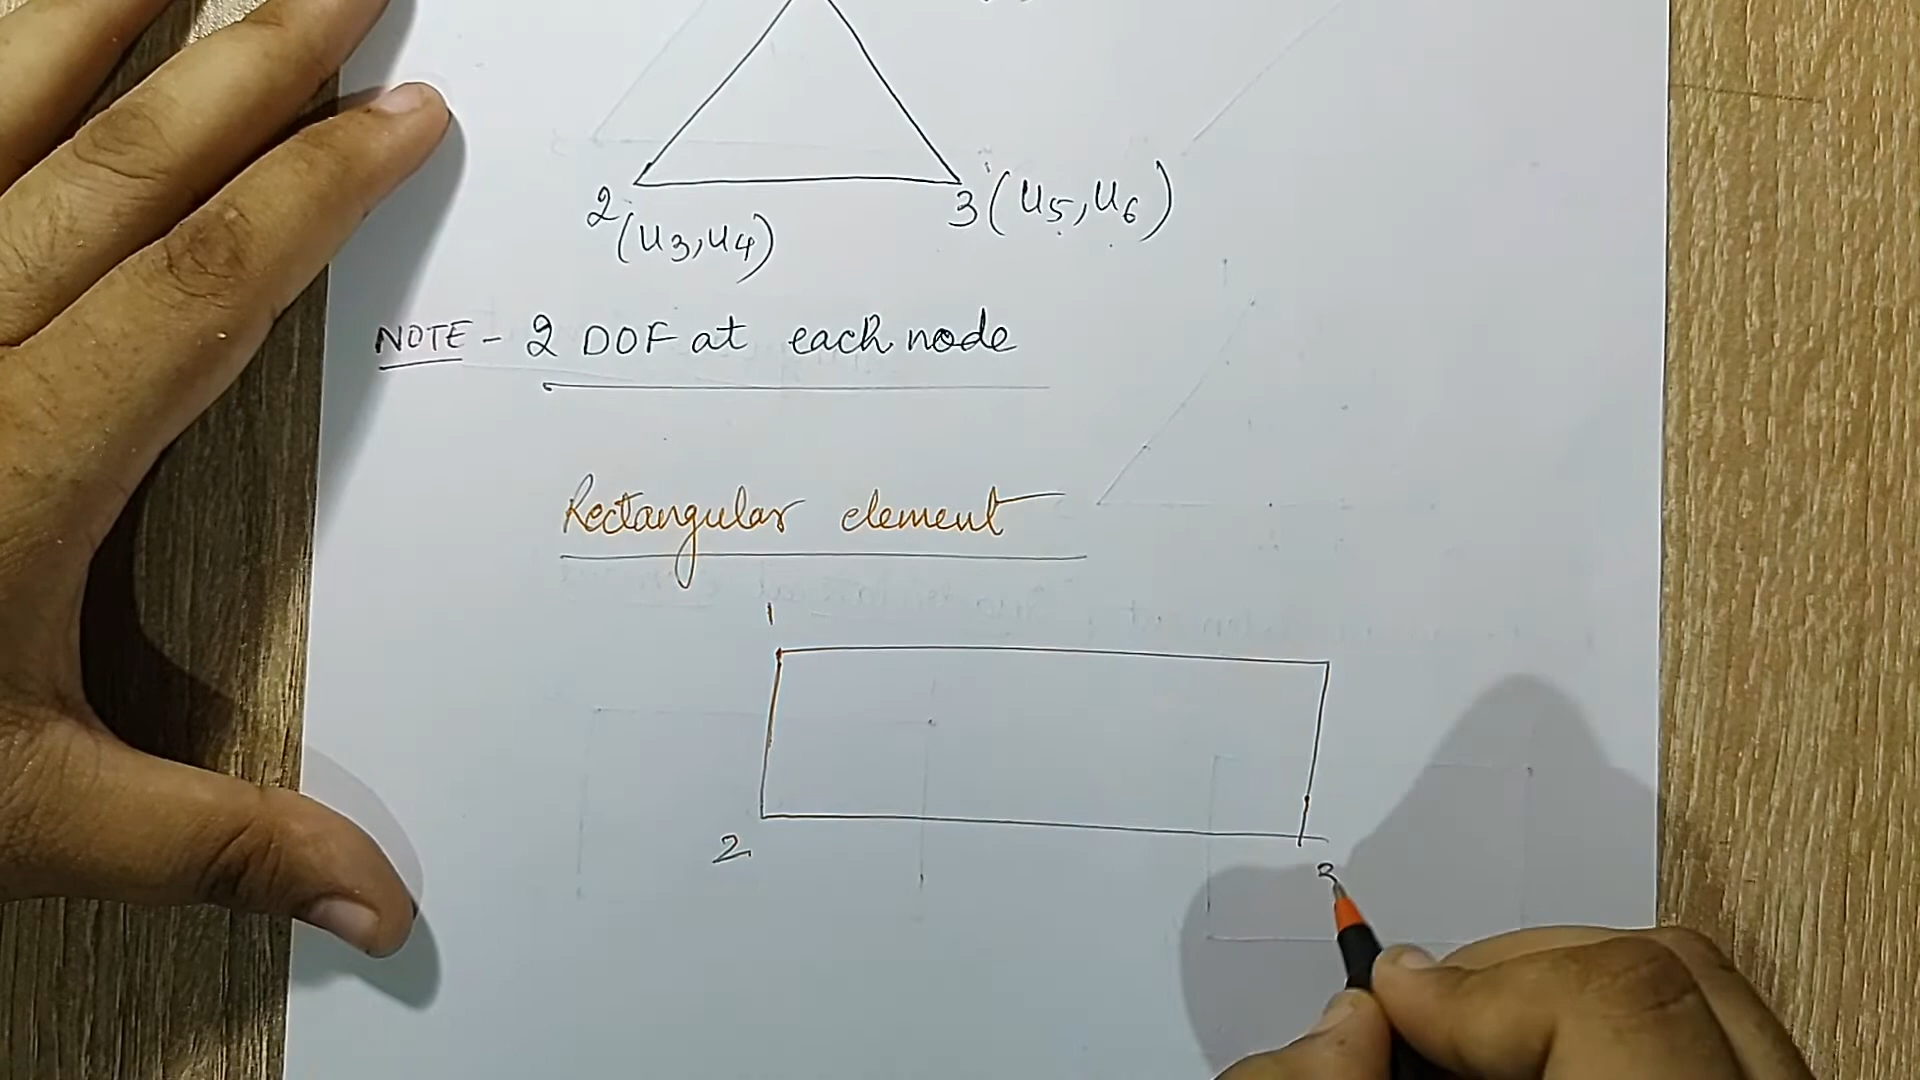 2 (u3, u4)
3 (u5, u6)
NOTE - 2 DOF at each node
Rectangular element
1
2
3